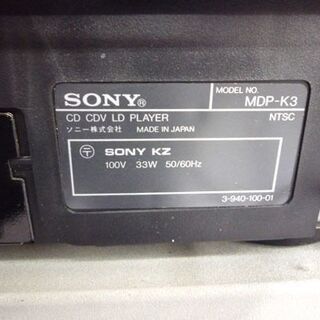 SONY®
MODEL NO.
MDP-K3
CD CDV LD PLAYER
NTSC
ソニー株式会社 MADE IN JAPAN
〒 SONY KZ
100V 33W 50/60Hz
3-940-100-01